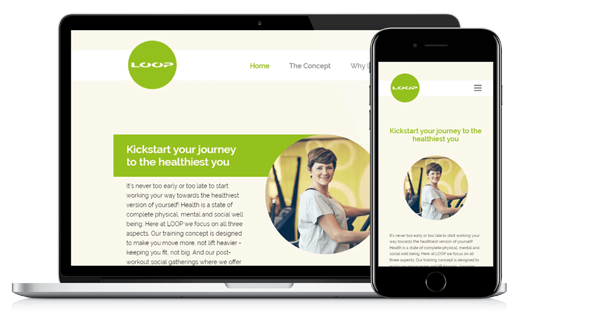 LOOP
Home The Concept Why
Kickstart your journey
to the healthiest you
It's never too early or too late to start
working your way towards the healthiest
version of yourself! Health is a state of
complete physical, mental and social well
being. Here at LOOP we focus on all three
aspects. Our training concept is designed
to make you move more, not lift heavier -
keeping you fit, not big. And our post-
workout social gatherings where we offer
LOOP
Kickstart your journey to the
healthiest you
It's never too early or too late to start working your
way towards the healthiest version of yourself!
Health is a state of complete physical, mental and
social well being. Here at LOOP we focus on all
three aspects. Our training concept is designed to